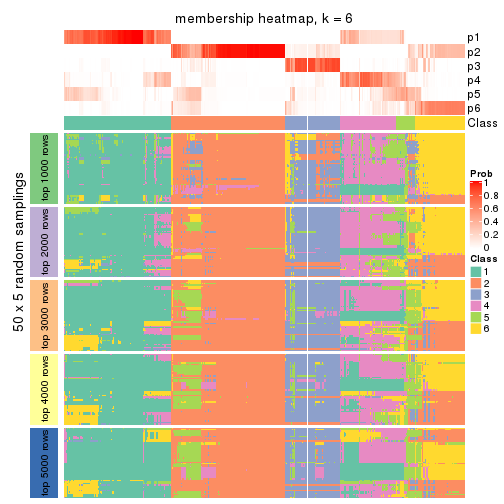 membership heatmap, k = 6
p1
p2
p3
p4
p5
p6
Class
50 x 5 random samplings
top 1000 rows
top 2000 rows
top 3000 rows
top 4000 rows
top 5000 rows
Prob
1
0.8
0.6
0.4
0.2
0
Class
1
2
3
4
5
6